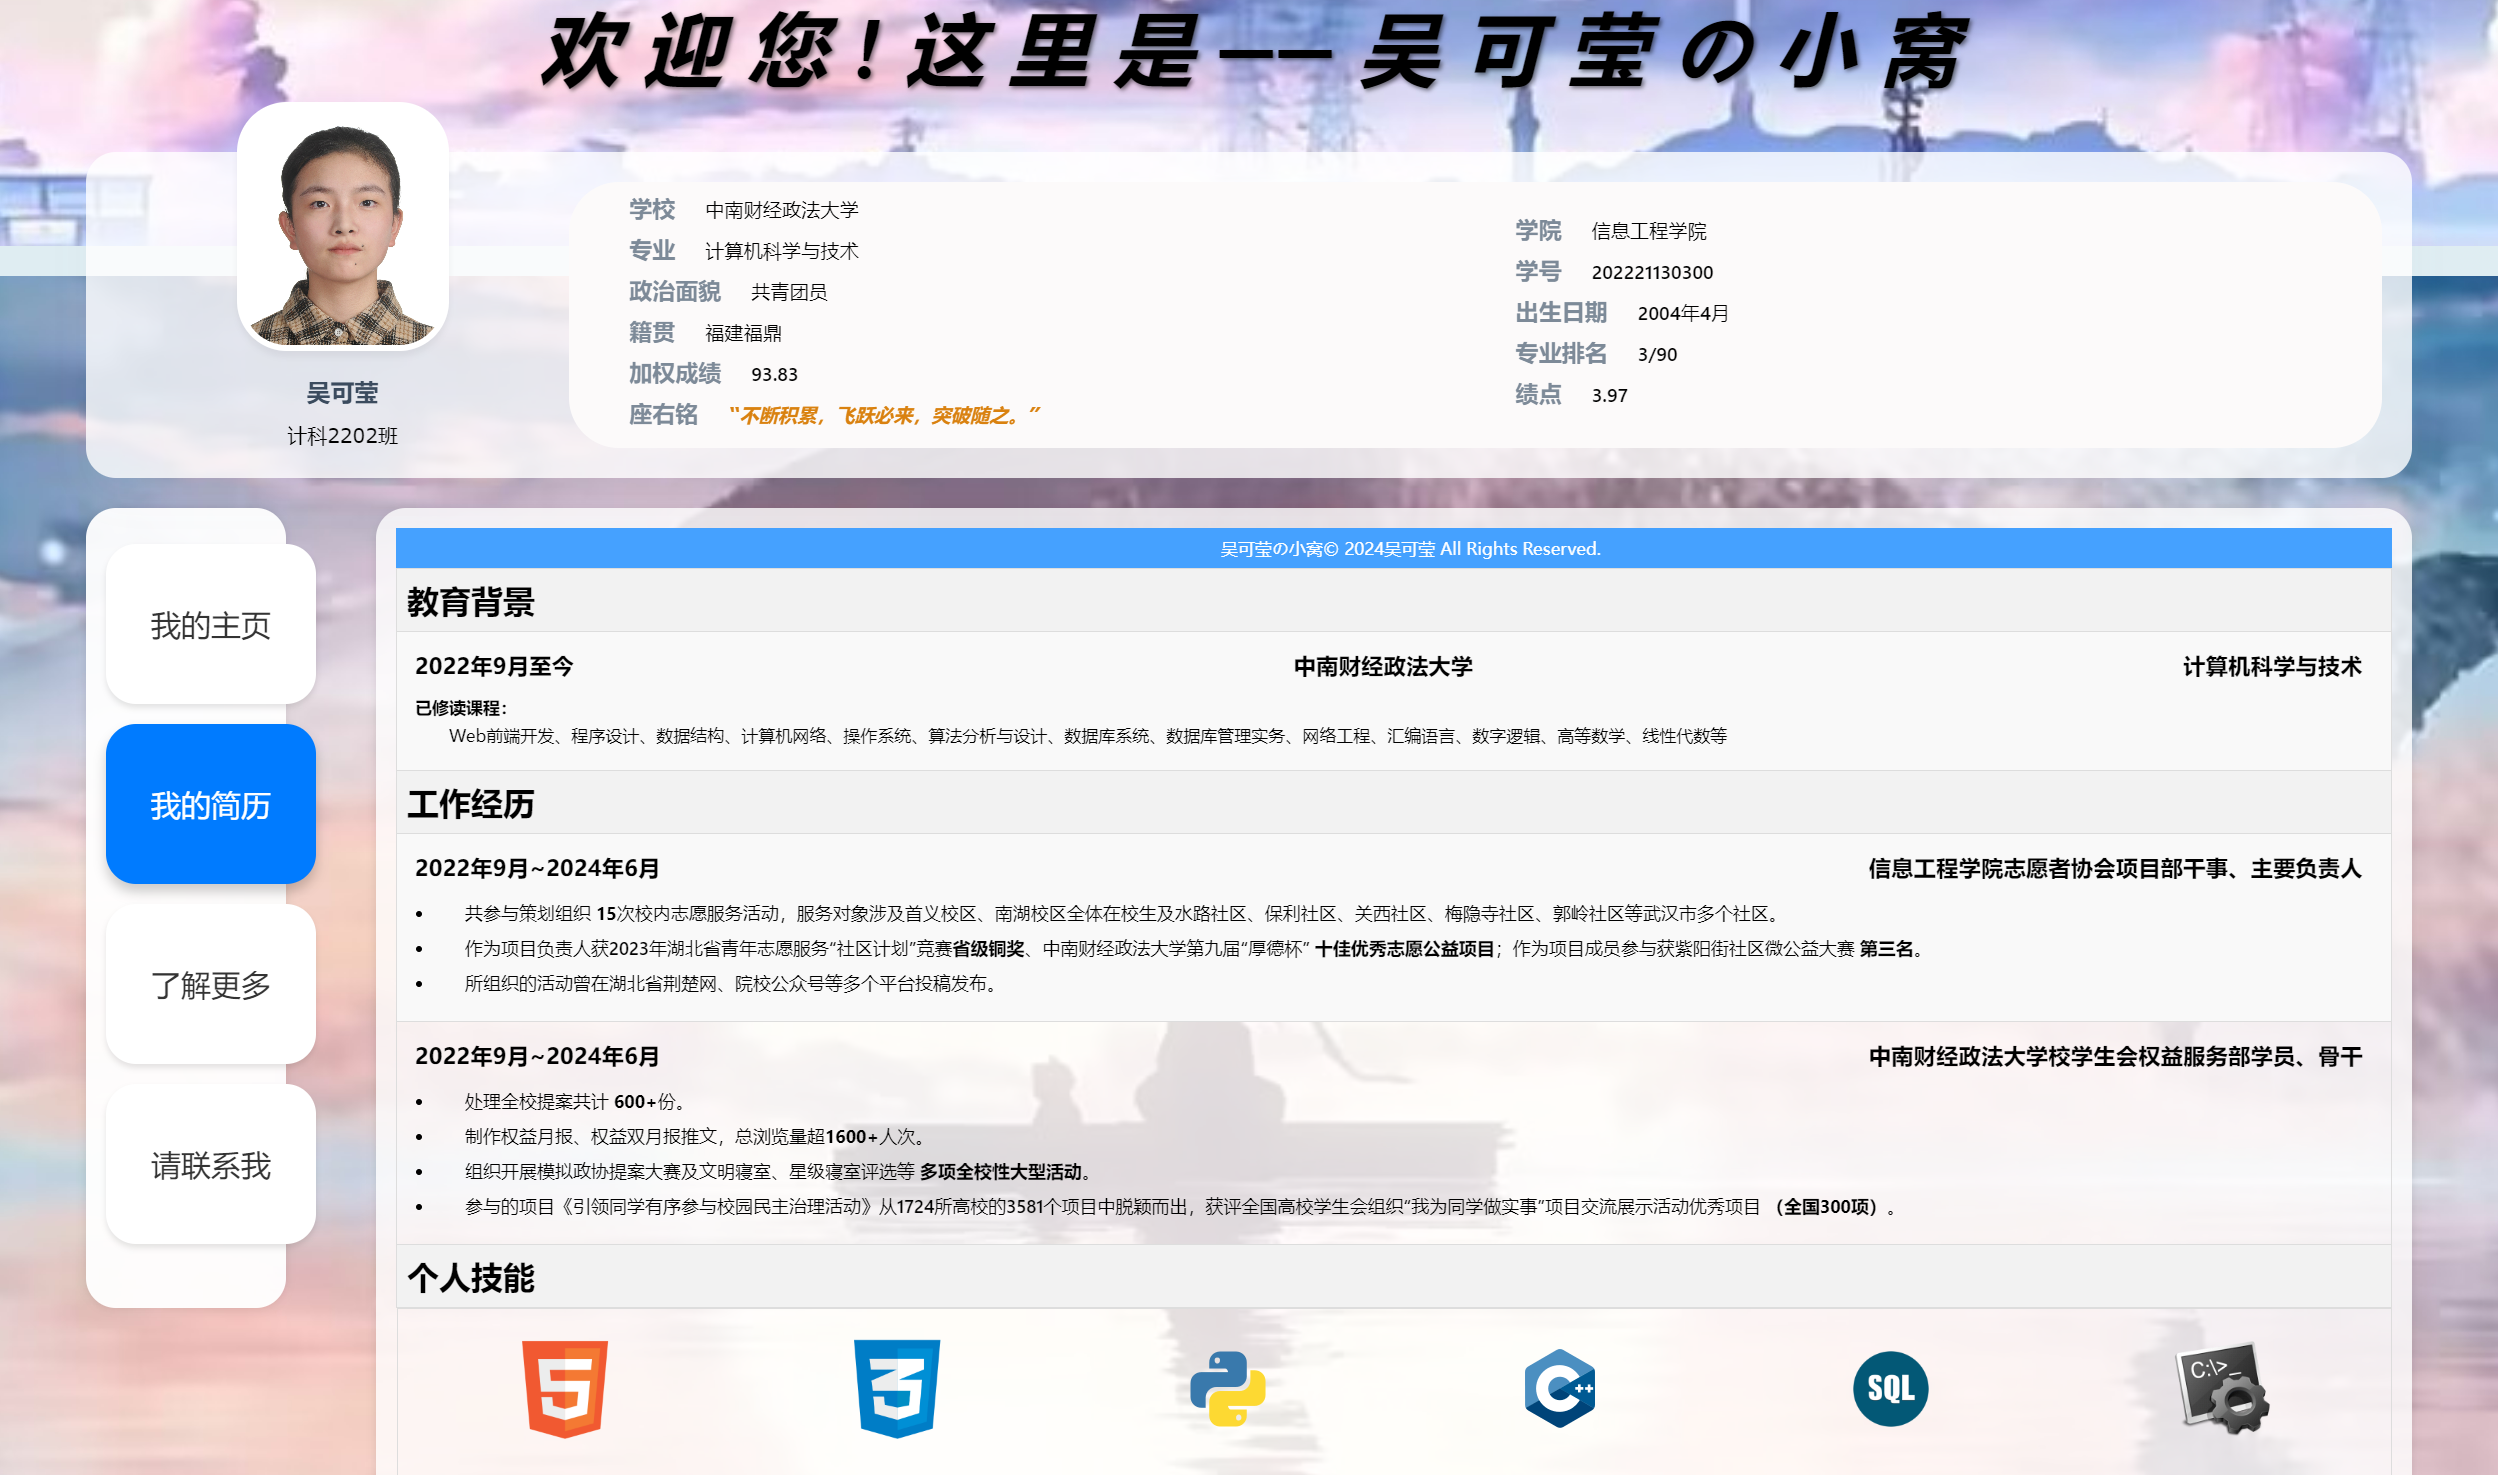 欢迎您!这里是——吴可莹の小窝
吴可莹
计科2202班
学校 中南财经政法大学
专业 计算机科学与技术
政治面貌 共青团员
籍贯 福建福鼎
加权成绩 93.83
座右铭 “不断积累，飞跃必来，突破随之。”
学院 信息工程学院
学号 202221130300
出生日期 2004年4月
专业排名 3/90
绩点 3.97
我的主页
我的简历
了解更多
请联系我
吴可莹の小窝© 2024吴可莹 All Rights Reserved.
教育背景
2022年9月至今 中南财经政法大学 计算机科学与技术
已修读课程：
Web前端开发、程序设计、数据结构、计算机网络、操作系统、算法分析与设计、数据库系统、数据库管理实务、网络工程、汇编语言、数字逻辑、高等数学、线性代数等
工作经历
2022年9月~2024年6月 信息工程学院志愿者协会项目部干事、主要负责人
• 共参与策划组织 15次校内志愿服务活动，服务对象涉及首义校区、南湖校区全体在校生及水路社区、保利社区、关西社区、梅隐寺社区、郭岭社区等武汉市多个社区。
• 作为项目负责人获2023年湖北省青年志愿服务“社区计划”竞赛省级铜奖、中南财经政法大学第九届“厚德杯” 十佳优秀志愿公益项目；作为项目成员参与获紫阳街社区微公益大赛 第三名。
• 所组织的活动曾在湖北省荆楚网、院校公众号等多个平台投稿发布。
2022年9月~2024年6月 中南财经政法大学校学生会权益服务部学员、骨干
• 处理全校提案共计 600+份。
• 制作权益月报、权益双月报推文，总浏览量超1600+人次。
• 组织开展模拟政协提案大赛及文明寝室、星级寝室评选等 多项全校性大型活动。
• 参与的项目《引领同学有序参与校园民主治理活动》从1724所高校的3581个项目中脱颖而出，获评全国高校学生会组织“我为同学做实事”项目交流展示活动优秀项目 （全国300项）。
个人技能
5 3 C++ SQL C:\>_